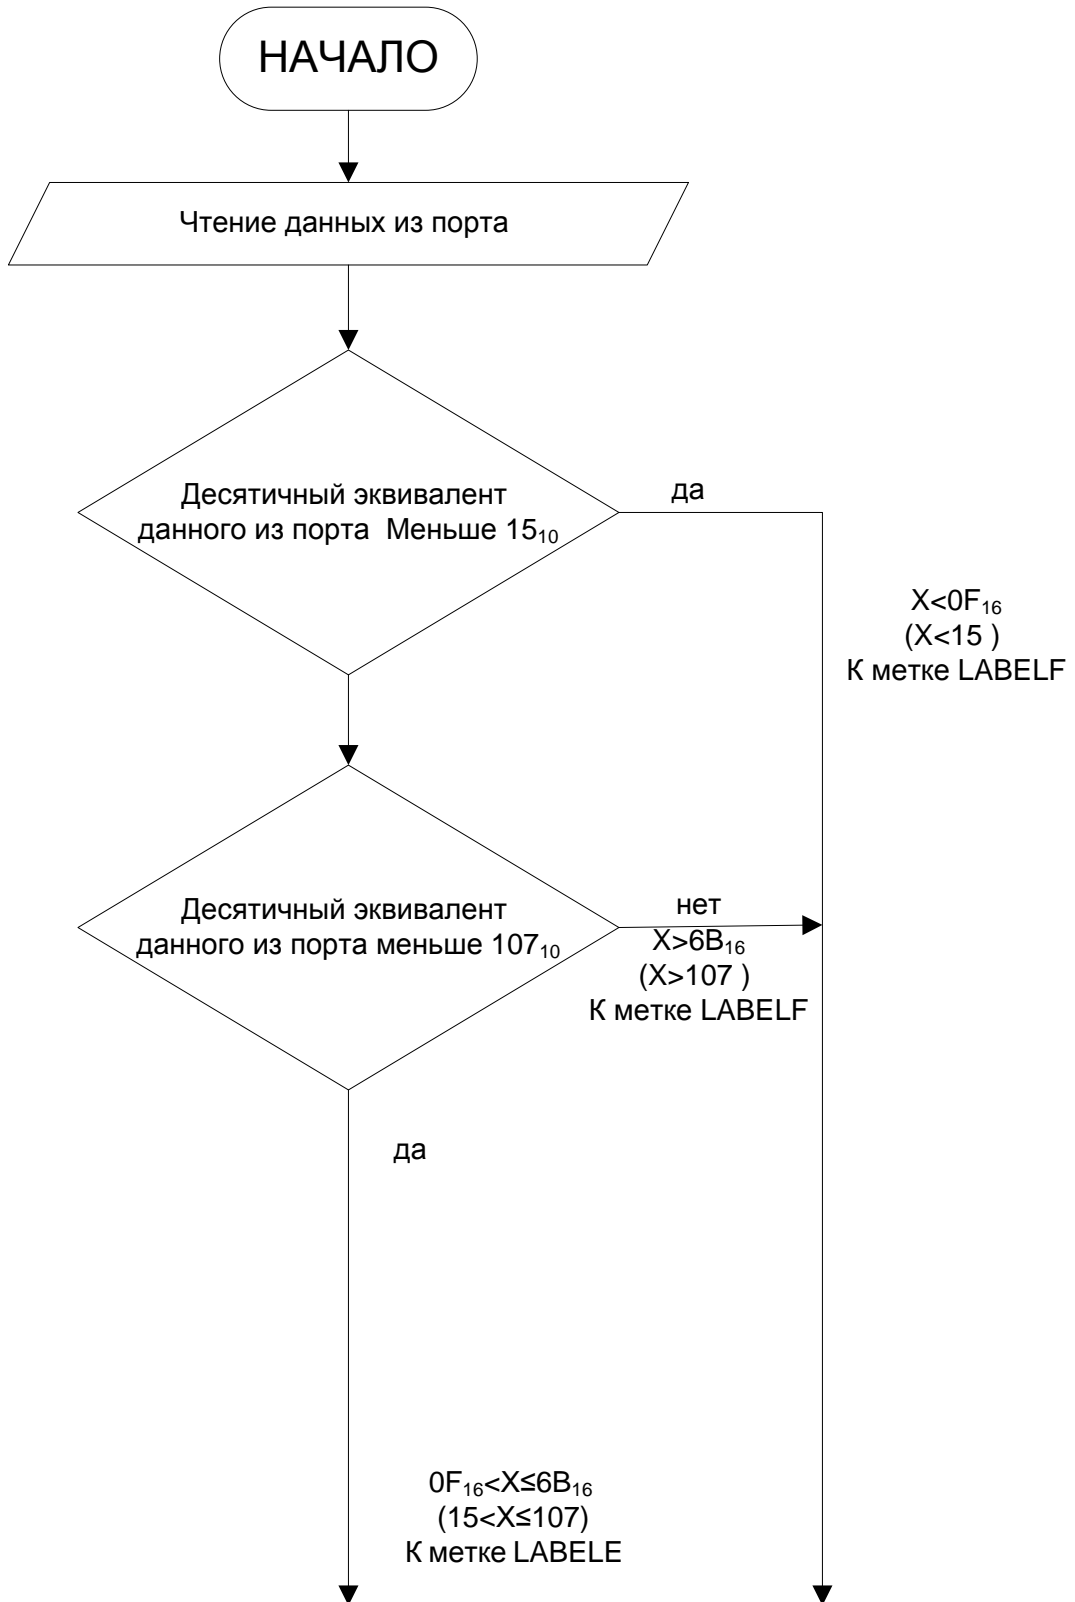 НАЧАЛО
Чтение данных из порта
Десятичный эквивалент
данного из порта  Меньше 15₁₀
да
X<0F₁₆
(X<15 )
К метке LABELF
Десятичный эквивалент
данного из порта меньше 107₁₀
нет
X>6B₁₆
(X>107 )
К метке LABELF
да
0F₁₆<X≤6B₁₆
(15<X≤107)
К метке LABELE